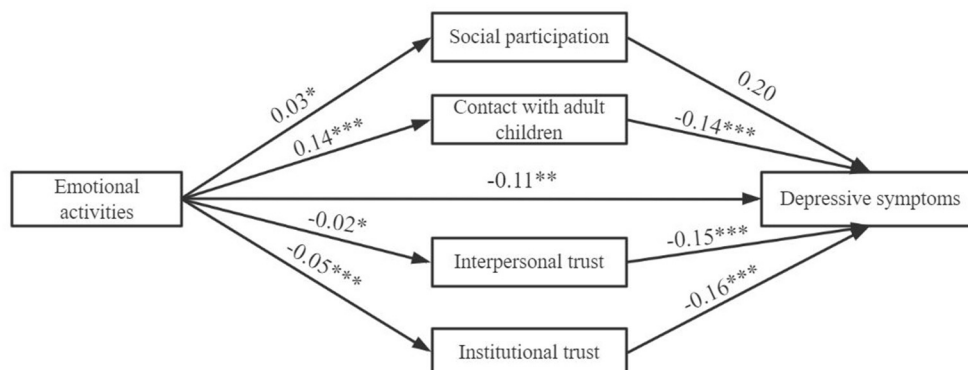 Social participation
0.03*
0.20
Contact with adult
children
0.14***
-0.14***
Emotional
activities
-0.11**
Depressive symptoms
-0.02*
Interpersonal trust
-0.15***
-0.05***
-0.16***
Institutional trust